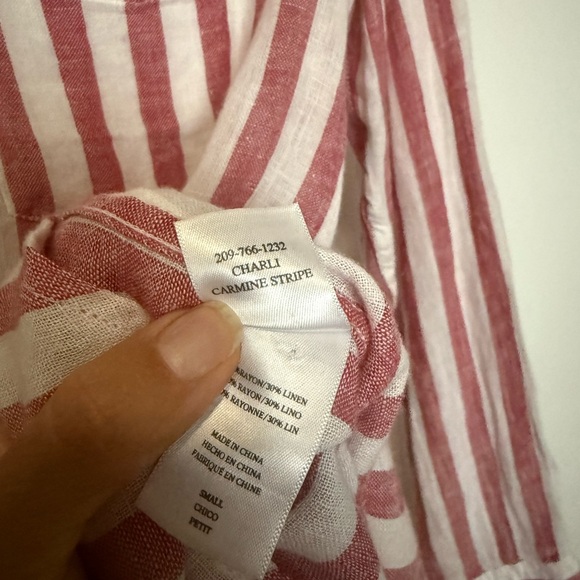 209-766-1232
CHARLI
CARMINE STRIPE
RAYON/30% LINEN
RAYON/30% LINO
RAYONNE/30% LIN
MADE IN CHINA
HECHO EN CHINA
FABRIQUÉ EN CHINE
SMALL
CHICO
PETIT